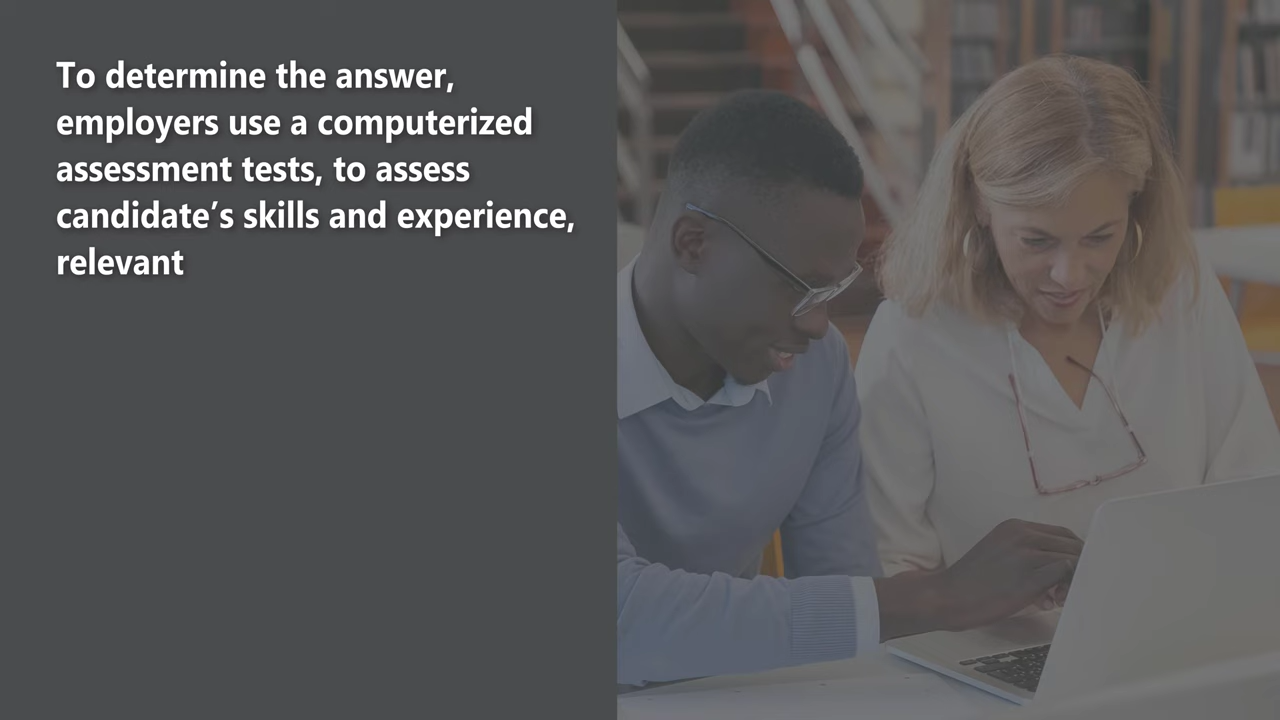 To determine the answer,
employers use a computerized
assessment tests, to assess
candidate’s skills and experience,
relevant